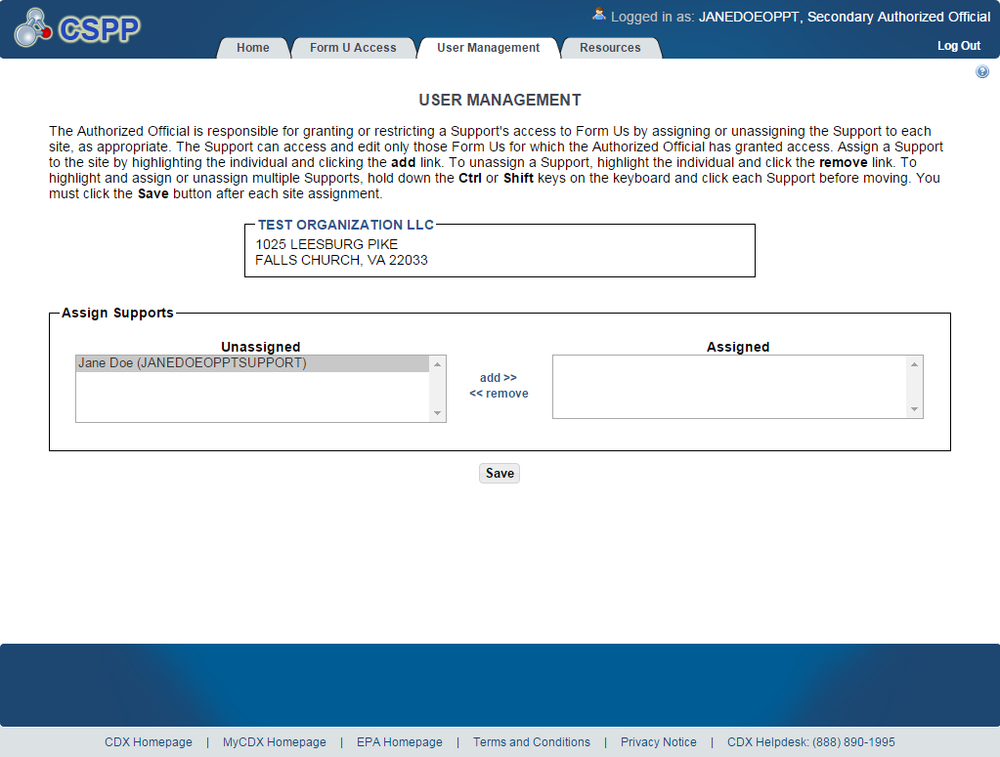 CSPP
Logged in as: JANEDOEOPPT, Secondary Authorized Official
Home
Form U Access
User Management
Resources
Log Out
?
USER MANAGEMENT
The Authorized Official is responsible for granting or restricting a Support's access to Form Us by assigning or unassigning the Support to each
site, as appropriate. The Support can access and edit only those Form Us for which the Authorized Official has granted access. Assign a Support
to the site by highlighting the individual and clicking the add link. To unassign a Support, highlight the individual and click the remove link. To
highlight and assign or unassign multiple Supports, hold down the Ctrl or Shift keys on the keyboard and click each Support before moving. You
must click the Save button after each site assignment.
TEST ORGANIZATION LLC
1025 LEESBURG PIKE
FALLS CHURCH, VA 22033
Assign Supports
Unassigned
Jane Doe (JANEDOEOPPTSUPPORT)
add >>
<< remove
Assigned
Save
CDX Homepage | MyCDX Homepage | EPA Homepage | Terms and Conditions | Privacy Notice | CDX Helpdesk: (888) 890-1995